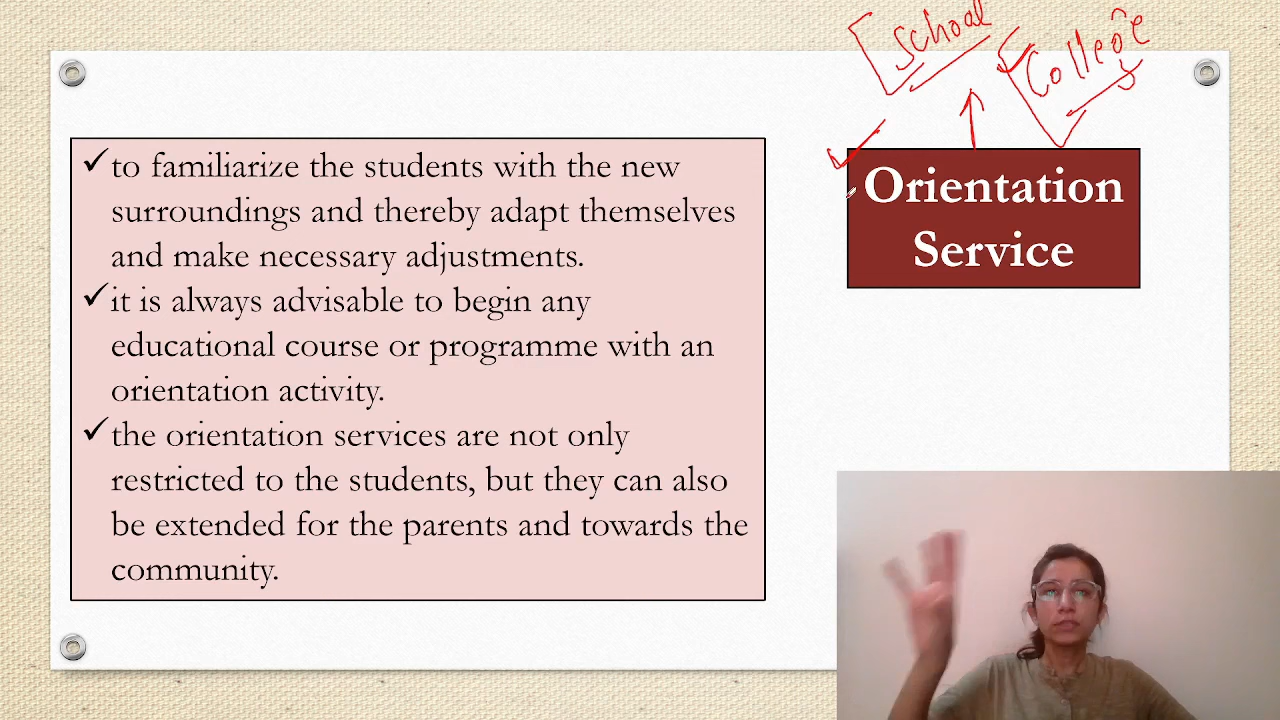 School
College
Orientation
Service
✓to familiarize the students with the new
surroundings and thereby adapt themselves
and make necessary adjustments.
✓it is always advisable to begin any
educational course or programme with an
orientation activity.
✓the orientation services are not only
restricted to the students, but they can also
be extended for the parents and towards the
community.